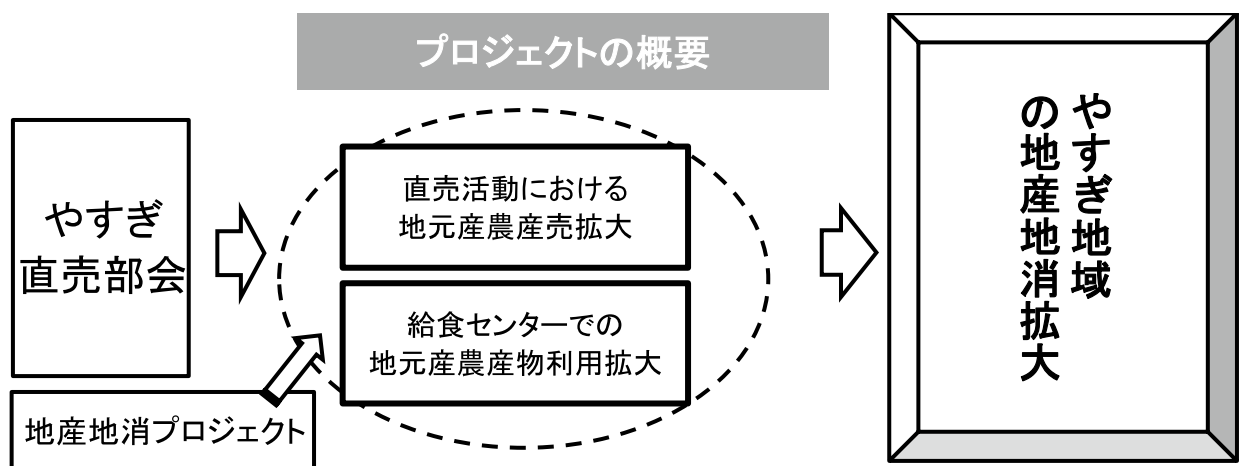 プロジェクトの概要
やすぎ
直売部会
地産地消プロジェクト
直売活動における
地元産農産売拡大
給食センターでの
地元産農産物利用拡大
やすぎ地域
の地産地消拡大